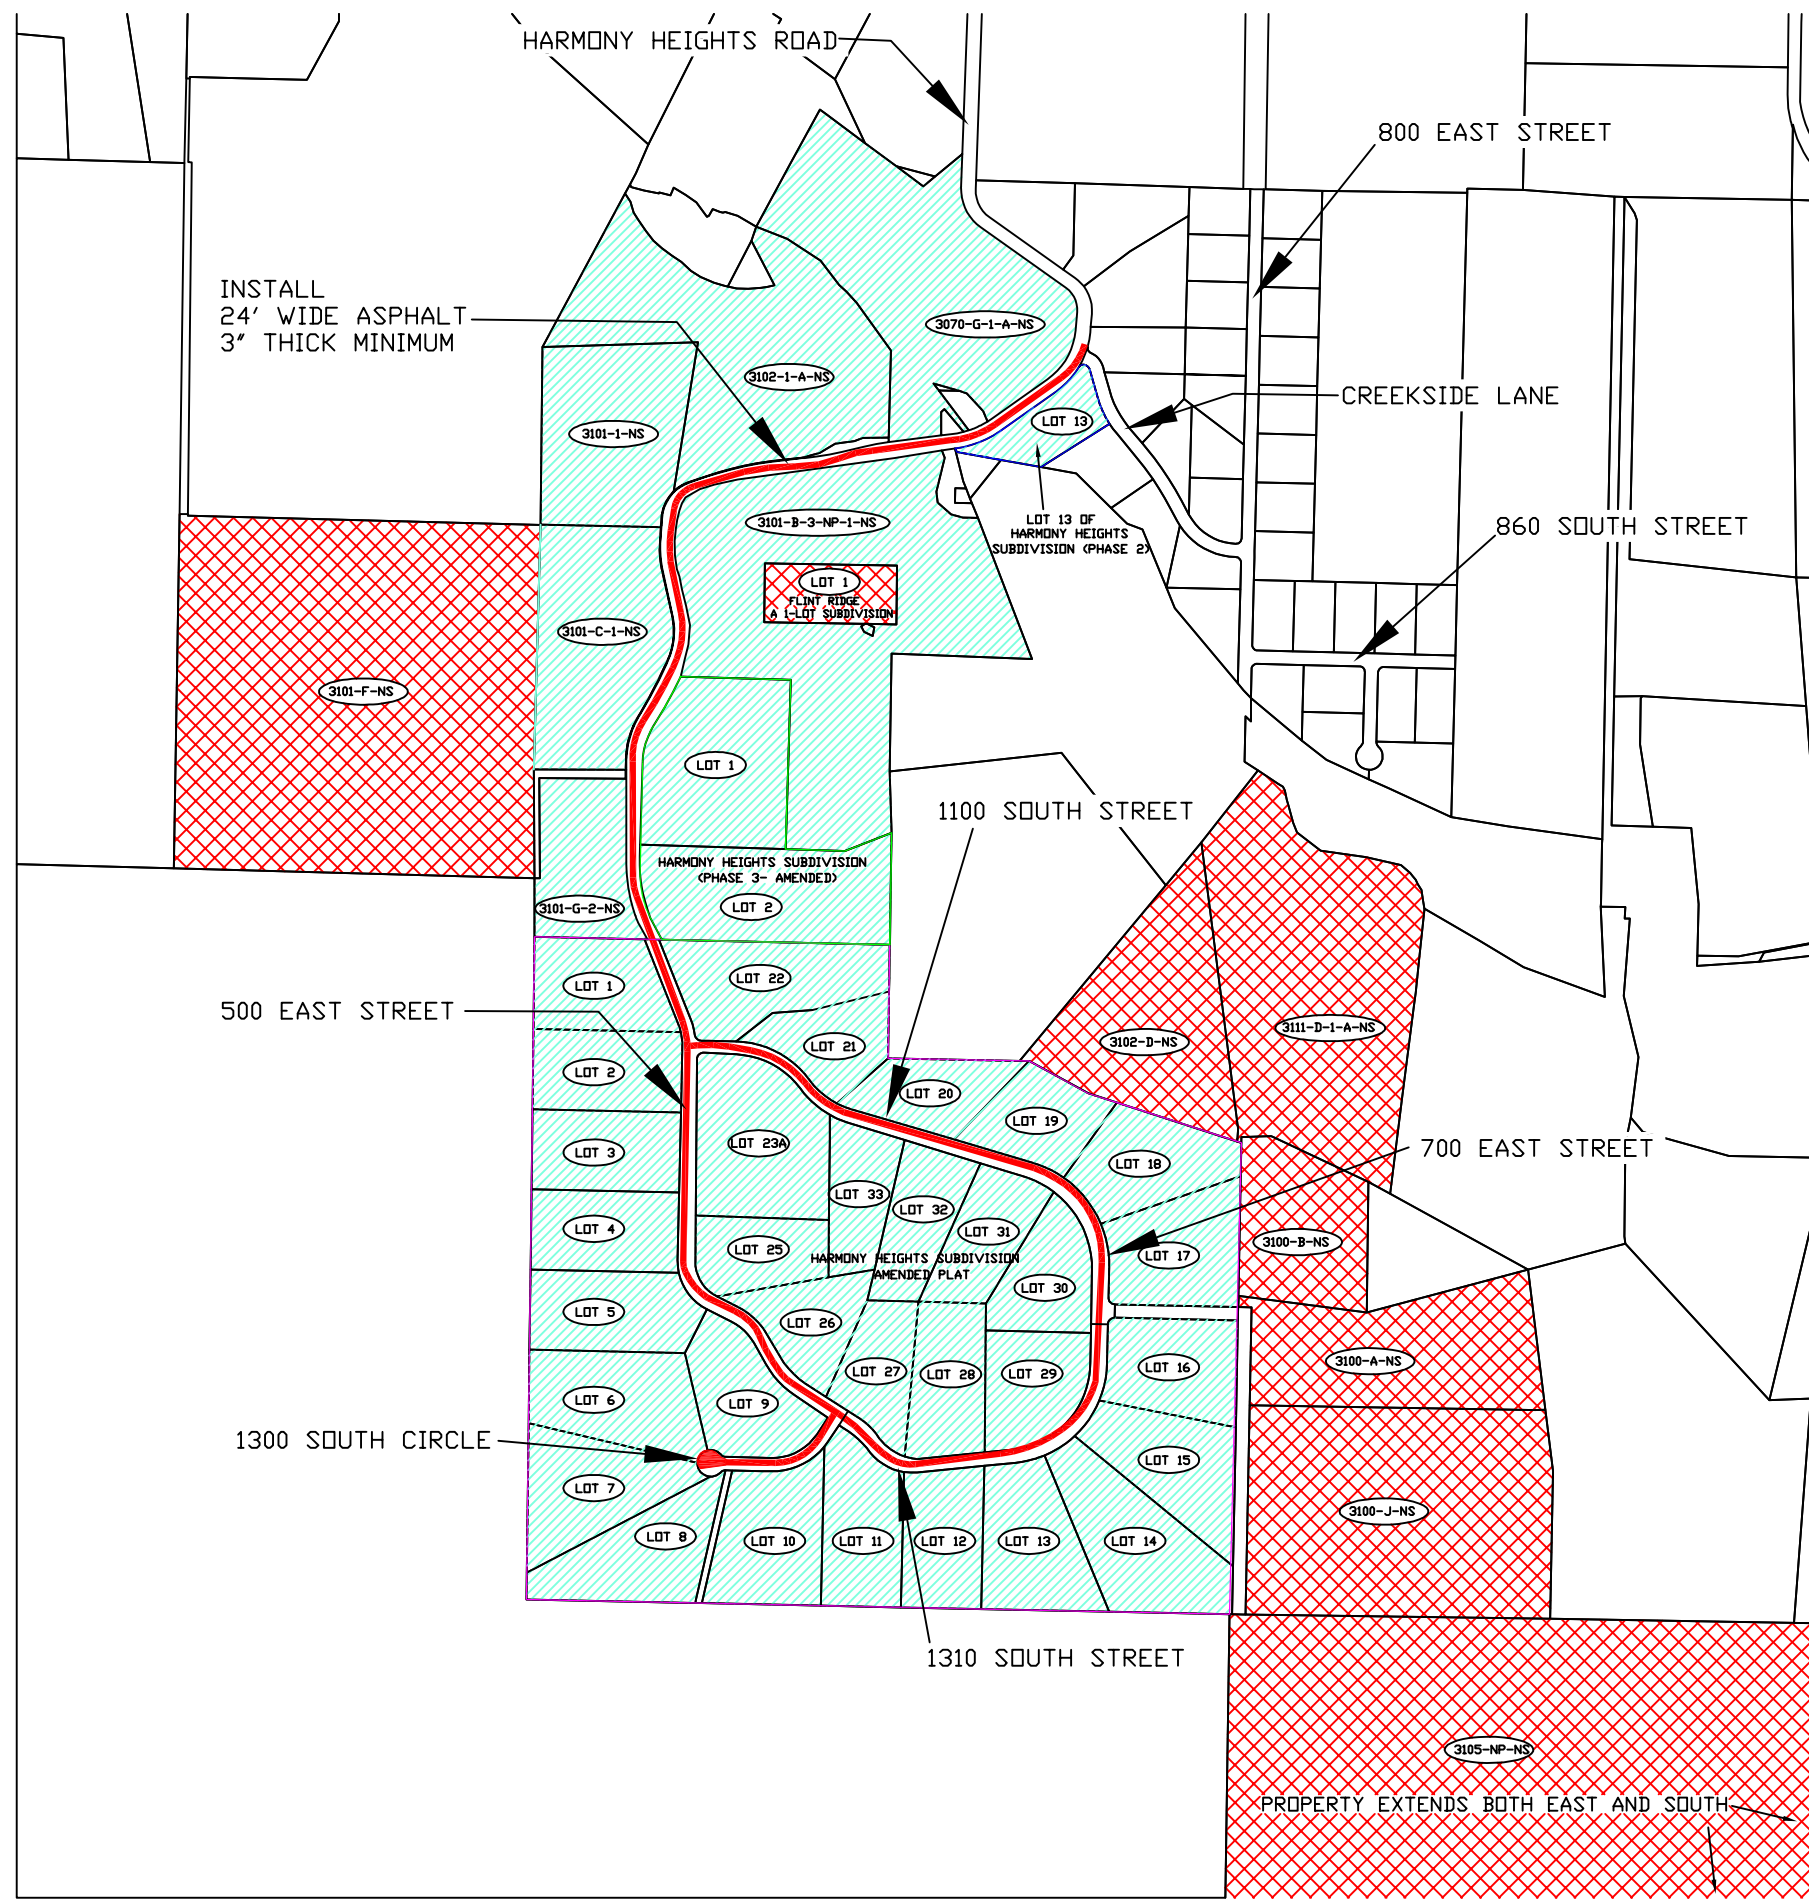 HARMONY HEIGHTS ROAD
800 EAST STREET
INSTALL
24' WIDE ASPHALT
3" THICK MINIMUM
3070-G-1-A-NS
3102-1-A-NS
CREEKSIDE LANE
LOT 13
3101-1-NS
3101-B-3-NP-1-NS
LOT 13 OF
HARMONY HEIGHTS
SUBDIVISION (PHASE 2)
860 SOUTH STREET
LOT 1
FLINT RIDGE
A 1-LOT SUBDIVISION
3101-C-1-NS
3101-F-NS
LOT 1
1100 SOUTH STREET
HARMONY HEIGHTS SUBDIVISION
(PHASE 3- AMENDED)
LOT 2
3101-G-2-NS
LOT 1
LOT 22
500 EAST STREET
LOT 21
3102-D-NS
3111-D-1-A-NS
LOT 2
LOT 20
LOT 19
LOT 23A
LOT 3
LOT 18
700 EAST STREET
LOT 33
LOT 32
LOT 31
LOT 4
LOT 25
HARMONY HEIGHTS SUBDIVISION
AMENDED PLAT
LOT 17
3100-B-NS
LOT 30
LOT 5
LOT 26
LOT 27
LOT 28
LOT 29
LOT 16
3100-A-NS
LOT 6
LOT 9
1300 SOUTH CIRCLE
LOT 15
LOT 7
3100-J-NS
LOT 8
LOT 10
LOT 11
LOT 12
LOT 13
LOT 14
1310 SOUTH STREET
3105-NP-NS
PROPERTY EXTENDS BOTH EAST AND SOUTH